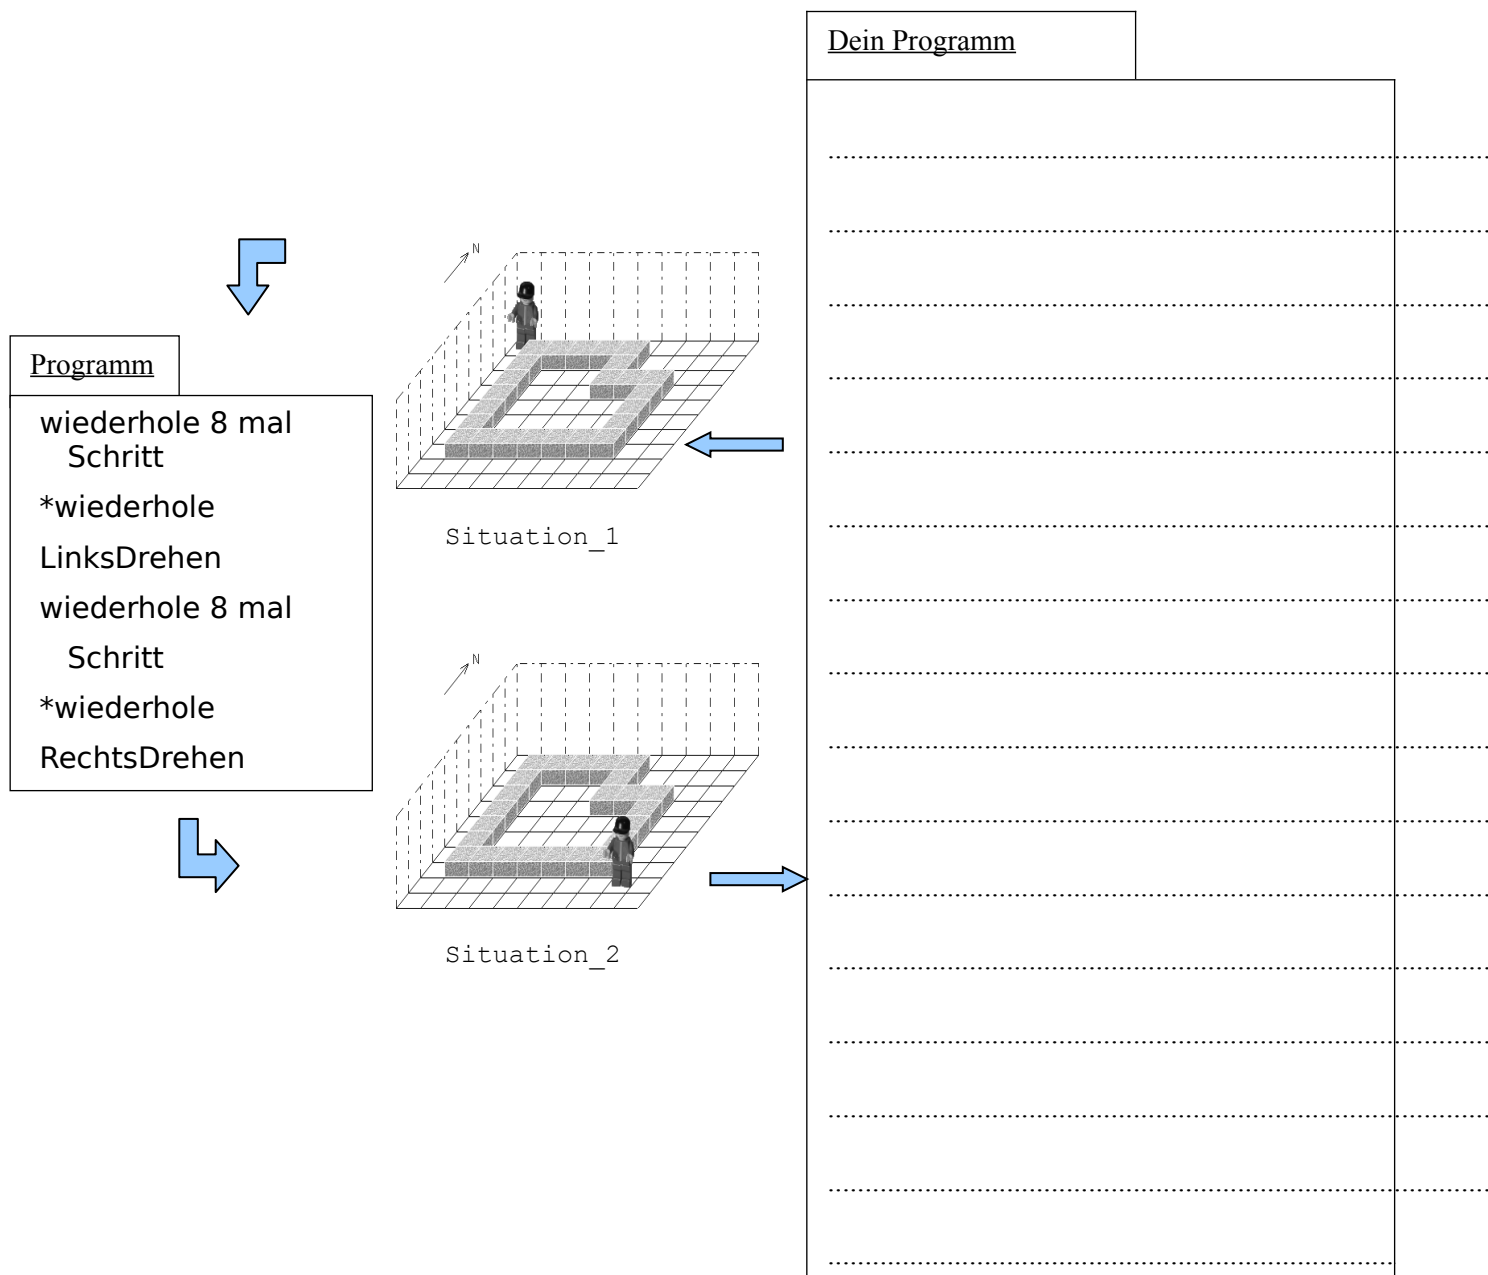 Dein Programm
N
Programm
wiederhole 8 mal
Schritt
*wiederhole
LinksDrehen
wiederhole 8 mal
Schritt
*wiederhole
RechtsDrehen
Situation_1
N
Situation_2